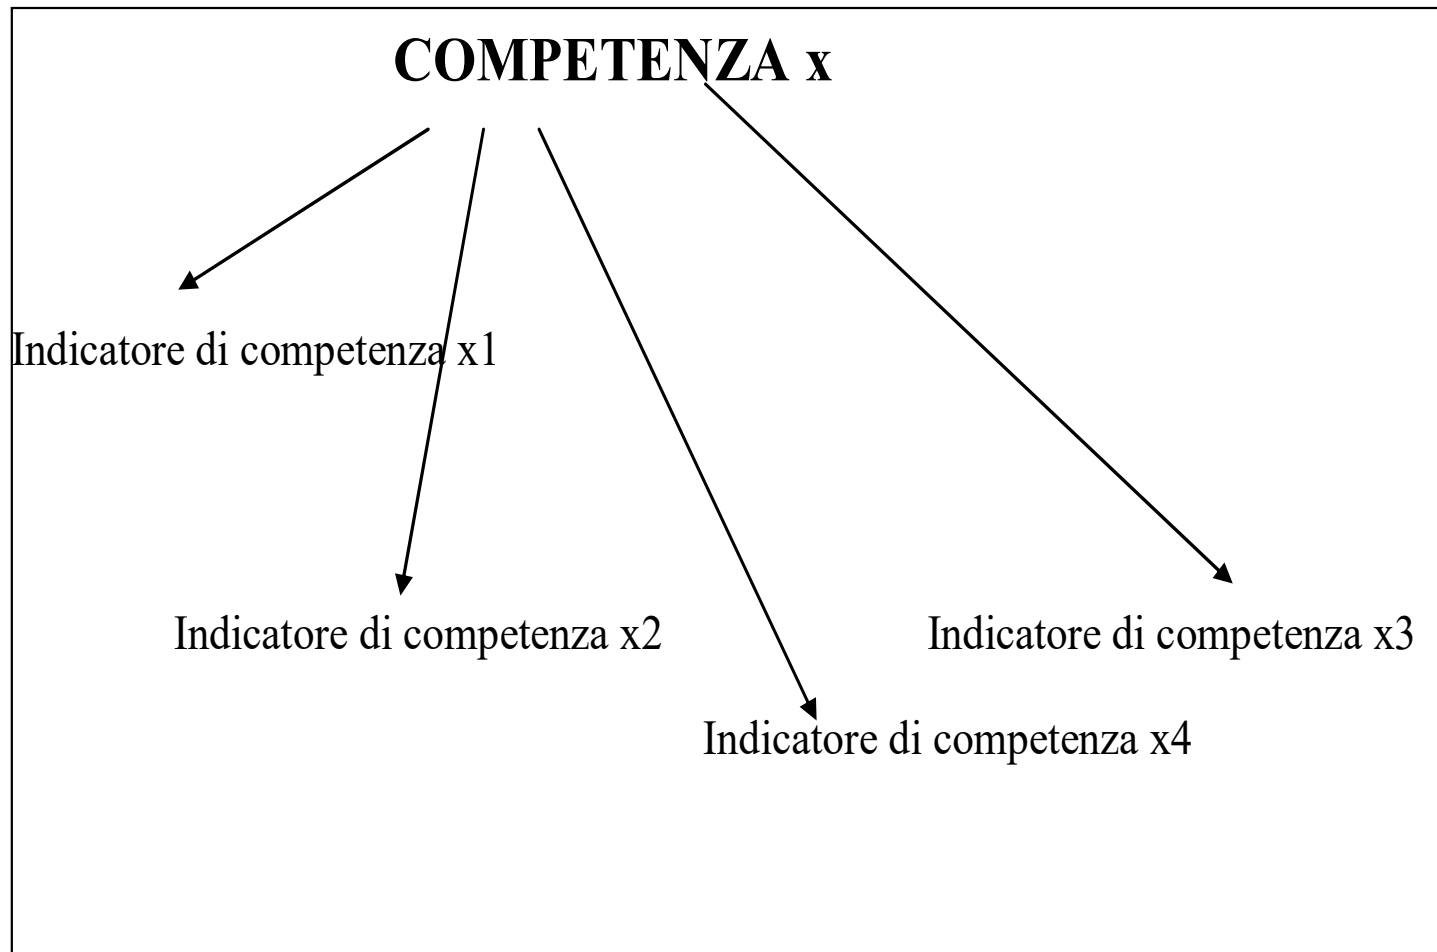 COMPETENZA x
Indicatore di competenza x1
Indicatore di competenza x2
Indicatore di competenza x3
Indicatore di competenza x4